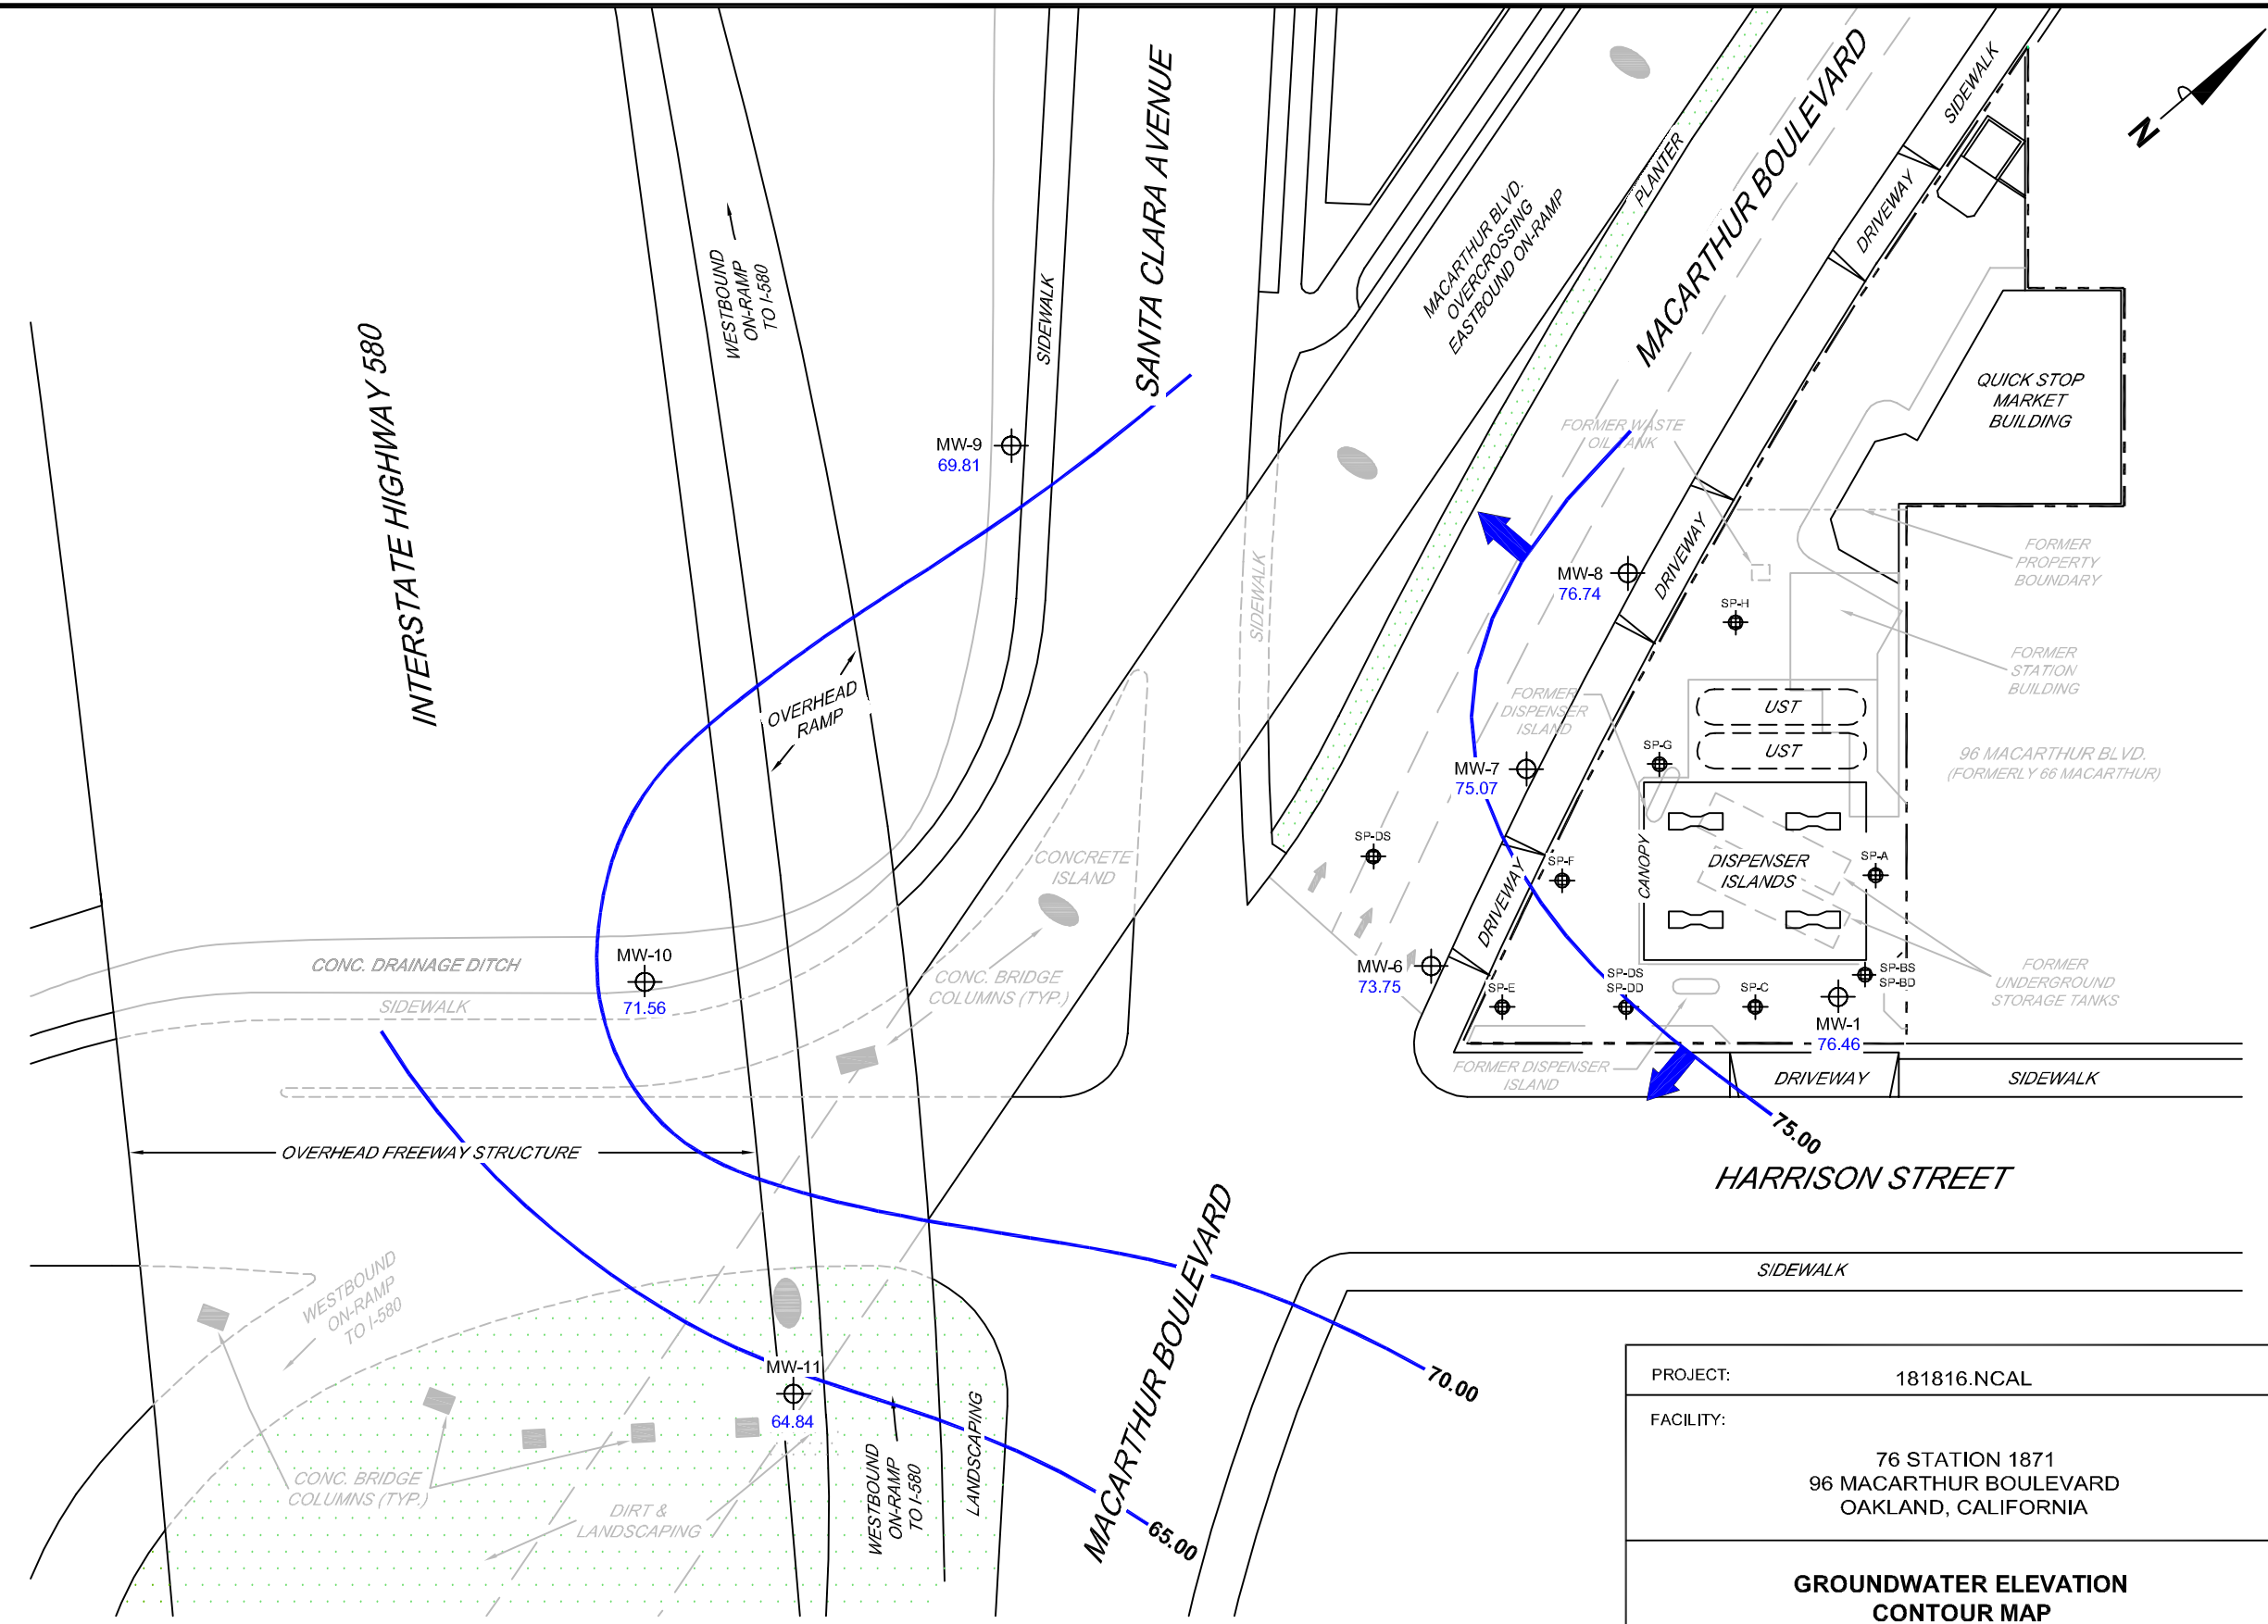 INTERSTATE HIGHWAY 580
WESTBOUND
ON-RAMP
TO I-580
SIDEWALK
SANTA CLARA AVENUE
MACARTHUR BLVD.
OVERCROSSING
EASTBOUND ON-RAMP
PLANTER
MACARTHUR BOULEVARD
SIDEWALK
DRIVEWAY
N
QUICK STOP
MARKET
BUILDING
MW-9
69.81
FORMER WASTE
OIL TANK
DRIVEWAY
FORMER
PROPERTY
BOUNDARY
SIDEWALK
MW-8
76.74
SP-H
FORMER
STATION
BUILDING
OVERHEAD
RAMP
FORMER
DISPENSER
ISLAND
UST
UST
SP-G
96 MACARTHUR BLVD.
(FORMERLY 66 MACARTHUR)
MW-7
75.07
SP-DS
SP-F
CANOPY
DISPENSER
ISLANDS
SP-A
CONCRETE
ISLAND
DRIVEWAY
MW-10
71.56
CONC. DRAINAGE DITCH
SIDEWALK
CONC. BRIDGE
COLUMNS (TYP.)
MW-6
73.75
SP-E
SP-DS
SP-DD
SP-C
SP-BS
SP-BD
MW-1
76.46
FORMER
UNDERGROUND
STORAGE TANKS
FORMER DISPENSER
ISLAND
DRIVEWAY
SIDEWALK
75.00
OVERHEAD FREEWAY STRUCTURE
HARRISON STREET
WESTBOUND
ON-RAMP
TO I-580
SIDEWALK
MACARTHUR BOULEVARD
MW-11
64.84
70.00
LANDSCAPING
WESTBOUND
ON-RAMP
TO I-580
CONC. BRIDGE
COLUMNS (TYP.)
DIRT &
LANDSCAPING
65.00
PROJECT: 181816.NCAL
FACILITY:
76 STATION 1871
96 MACARTHUR BOULEVARD
OAKLAND, CALIFORNIA
GROUNDWATER ELEVATION
CONTOUR MAP